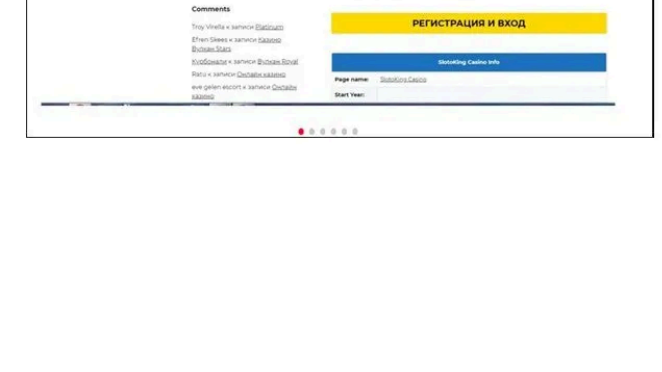 Comments
Troy Virella к записи Platinum
Efren Skees к записи Казино
Вулкан Stars
Курбонали к записи Вулкан Royal
Ratu к записи Онлайн казино
eve gelen escort к записи Онлайн
казино
РЕГИСТРАЦИЯ И ВХОД
SlotoKing Casino Info
Page name: SlotoKing Casino
Start Year: